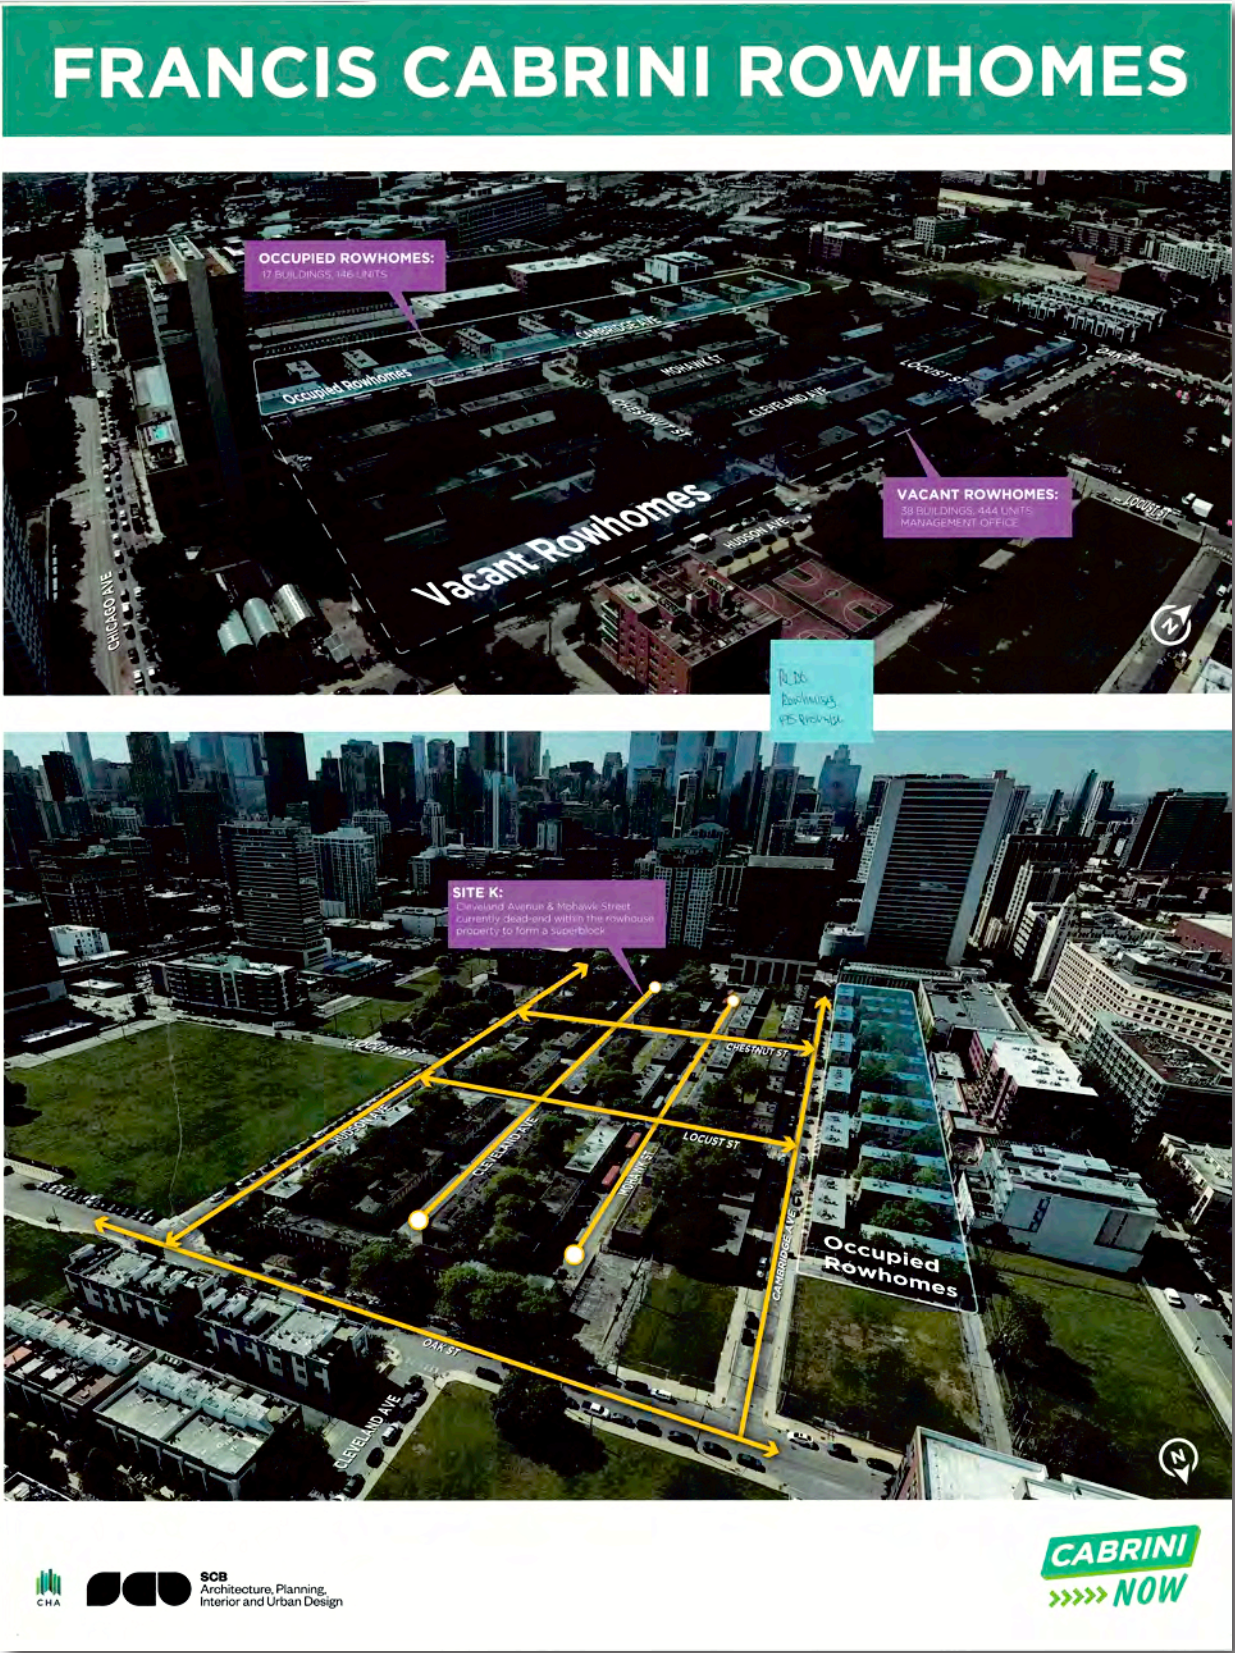 FRANCIS CABRINI ROWHOMES
OCCUPIED ROWHOMES:
17 BUILDINGS, 146 UNITS
CAMBRIDGE AVE
Occupied Rowhomes
MOHAWK ST
OAK ST
LOCUST ST
CLEVELAND AVE
CHESTNUT ST
VACANT ROWHOMES:
38 BUILDINGS, 444 UNITS
MANAGEMENT OFFICE
LOCUST ST
Vacant Rowhomes
HUDSON AVE
CHICAGO AVE
N
Rowhouses
SITE K:
Cleveland Avenue & Mohawk Street
currently dead-end within the rowhouse
property to form a superblock
LOCUST ST
CHESTNUT ST
HUDSON AVE
CLEVELAND AVE
LOCUST ST
MOHAWK ST
CAMBRIDGE AVE
Occupied
Rowhomes
OAK ST
CLEVELAND AVE
N
CHA
SCB
Architecture, Planning,
Interior and Urban Design
CABRINI
NOW